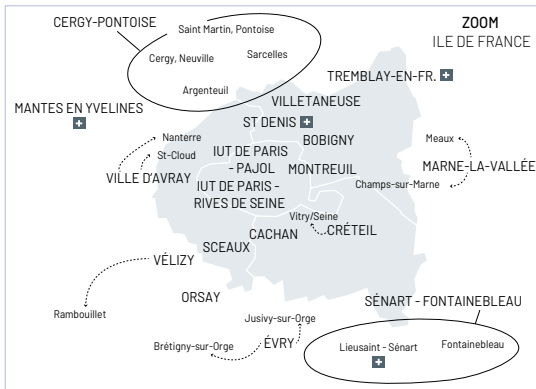 CERGY-PONTOISE
Saint Martin, Pontoise
Cergy, Neuville
Sarcelles
Argenteuil
ZOOM
ILE DE FRANCE
TREMBLAY-EN-FR.
VILLETANEUSE
MANTES EN YVELINES
ST DENIS
BOBIGNY
Nanterre
St-Cloud
VILLE D'AVRAY
IUT DE PARIS
- PAJOL
IUT DE PARIS -
RIVES DE SEINE
MONTREUIL
Meaux
MARNE-LA-VALLÉE
Champs-sur-Marne
Vitry/Seine
CRÉTEIL
CACHAN
SCEAUX
VÉLIZY
Rambouillet
ORSAY
Jusivy-sur-Orge
ÉVRY
Brétigny-sur-Orge
SÉNART - FONTAINEBLEAU
Lieusaint - Sénart
Fontainebleau